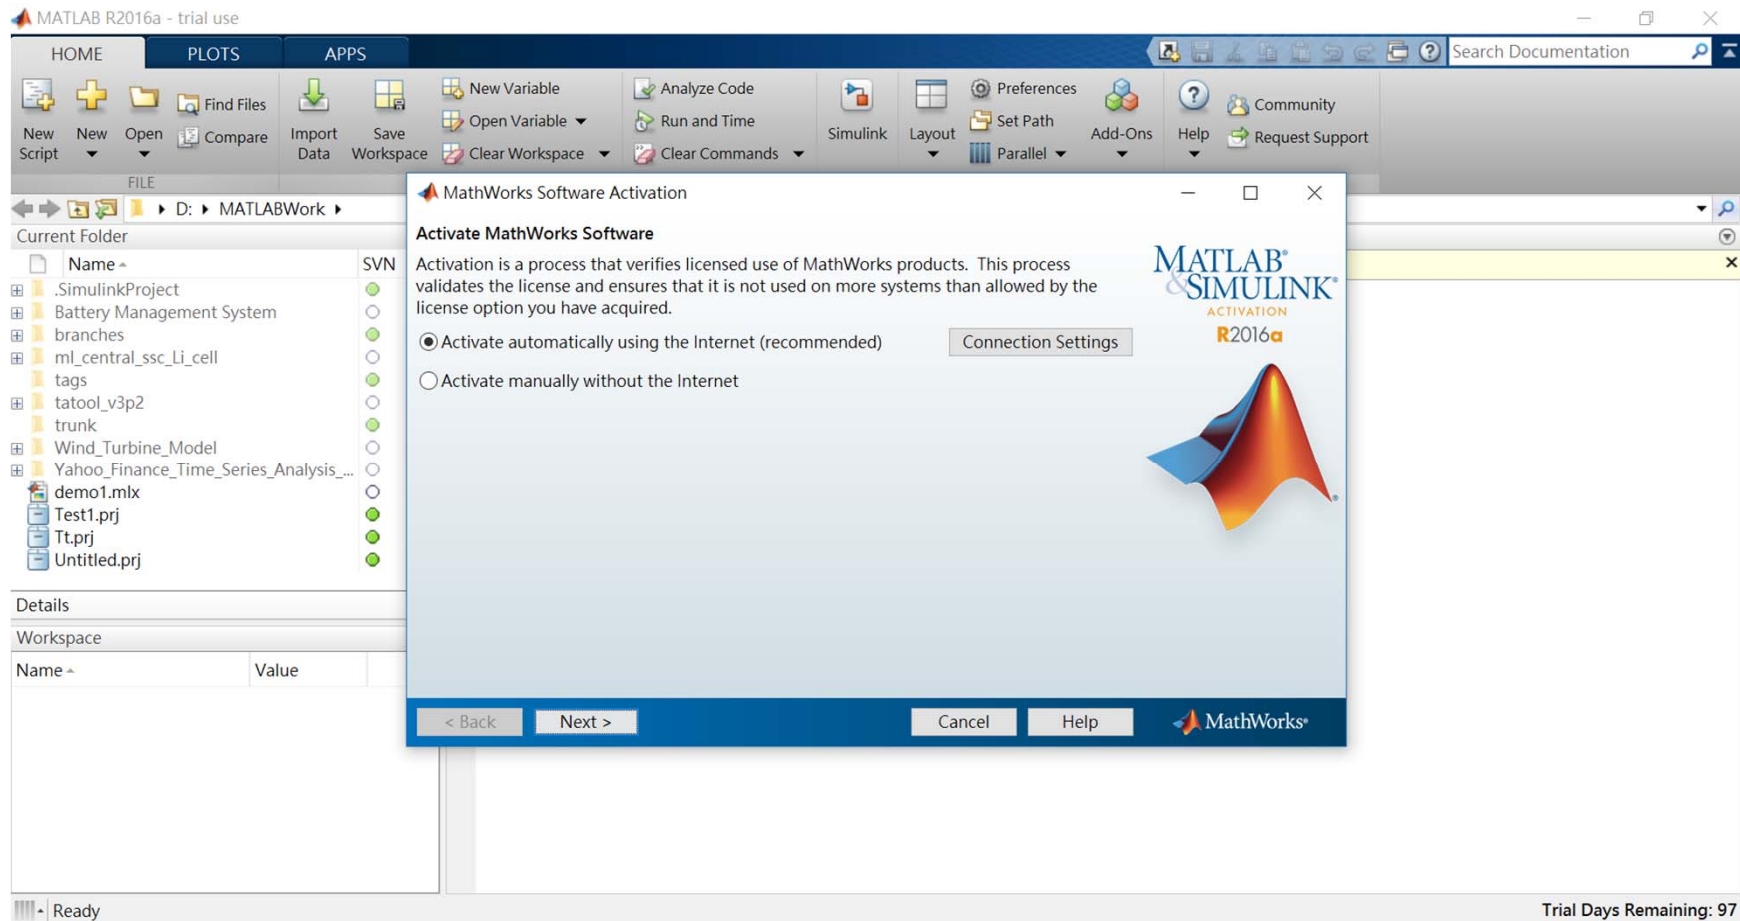 MATLAB R2016a - trial use
HOME PLOTS APPS
Search Documentation
New Script
New
Open
Find Files
Compare
Import Data
Save Workspace
New Variable
Open Variable
Clear Workspace
Analyze Code
Run and Time
Clear Commands
Simulink
Layout
Preferences
Set Path
Parallel
Add-Ons
Help
Community
Request Support
FILE
D: MATLABWork
Current Folder
Name SVN
.SimulinkProject
Battery Management System
branches
ml_central_ssc_Li_cell
tags
tatool_v3p2
trunk
Wind_Turbine_Model
Yahoo_Finance_Time_Series_Analysis_...
demo1.mlx
Test1.prj
Tt.prj
Untitled.prj
Details
Workspace
Name Value
MathWorks Software Activation
Activate MathWorks Software
Activation is a process that verifies licensed use of MathWorks products. This process
validates the license and ensures that it is not used on more systems than allowed by the
license option you have acquired.
Activate automatically using the Internet (recommended)
Connection Settings
Activate manually without the Internet
MATLAB®
&SIMULINK®
ACTIVATION
R2016a
< Back Next > Cancel Help
MathWorks®
Ready
Trial Days Remaining: 97